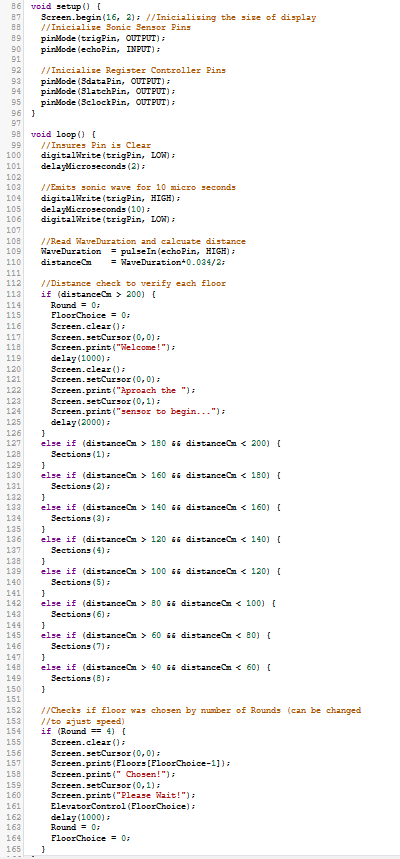 86 void setup() {
87 Screen.begin(16, 2); //Inicialising the size of display
88 //Inicialize Sonic Sensor Pins
89 pinMode(trigPin, OUTPUT);
90 pinMode(echoPin, INPUT);
91
92 //Inicialize Register Controller Pins
93 pinMode(SdataPin, OUTPUT);
94 pinMode(SlatchPin, OUTPUT);
95 pinMode(SclockPin, OUTPUT);
96 }
97
98 void loop() {
99 //Insures Pin is Clear
100 digitalWrite(trigPin, LOW);
101 delayMicroseconds(2);
102
103 //Emits sonic wave for 10 micro seconds
104 digitalWrite(trigPin, HIGH);
105 delayMicroseconds(10);
106 digitalWrite(trigPin, LOW);
107
108 //Read WaveDuration and calcuate distance
109 WaveDuration = pulseIn(echoPin, HIGH);
110 distanceCm = WaveDuration*0.034/2;
111
112 //Distance check to verify each floor
113 if (distanceCm > 200) {
114 Round = 0;
115 FloorChoice = 0;
116 Screen.clear();
117 Screen.setCursor(0,0);
118 Screen.print("Welcome!");
119 delay(1000);
120 Screen.clear();
121 Screen.setCursor(0,0);
122 Screen.print("Aproach the ");
123 Screen.setCursor(0,1);
124 Screen.print("sensor to begin...");
125 delay(2000);
126 }
127 else if (distanceCm > 180 && distanceCm < 200) {
128 Sections(1);
129 }
130 else if (distanceCm > 160 && distanceCm < 180) {
131 Sections(2);
132 }
133 else if (distanceCm > 140 && distanceCm < 160) {
134 Sections(3);
135 }
136 else if (distanceCm > 120 && distanceCm < 140) {
137 Sections(4);
138 }
139 else if (distanceCm > 100 && distanceCm < 120) {
140 Sections(5);
141 }
142 else if (distanceCm > 80 && distanceCm < 100) {
143 Sections(6);
144 }
145 else if (distanceCm > 60 && distanceCm < 80) {
146 Sections(7);
147 }
148 else if (distanceCm > 40 && distanceCm < 60) {
149 Sections(8);
150 }
151
152 //Checks if floor was chosen by number of Rounds (can be changed
153 //to ajust speed)
154 if (Round == 4) {
155 Screen.clear();
156 Screen.setCursor(0,0);
157 Screen.print(Floors[FloorChoice-1]);
158 Screen.print(" Chosen!");
159 Screen.setCursor(0,1);
160 Screen.print("Please Wait!");
161 ElevatorControl(FloorChoice);
162 delay(1000);
163 Round = 0;
164 FloorChoice = 0;
165 }